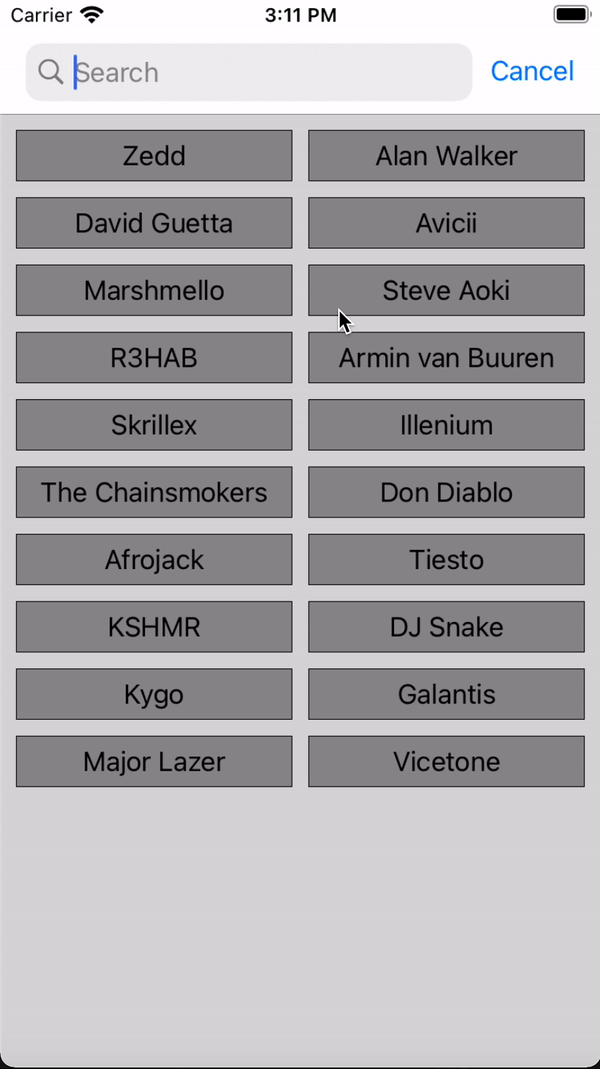 Carrier 3:11 PM
Search Cancel
Zedd Alan Walker
David Guetta Avicii
Marshmello Steve Aoki
R3HAB Armin van Buuren
Skrillex Illenium
The Chainsmokers Don Diablo
Afrojack Tiesto
KSHMR DJ Snake
Kygo Galantis
Major Lazer Vicetone